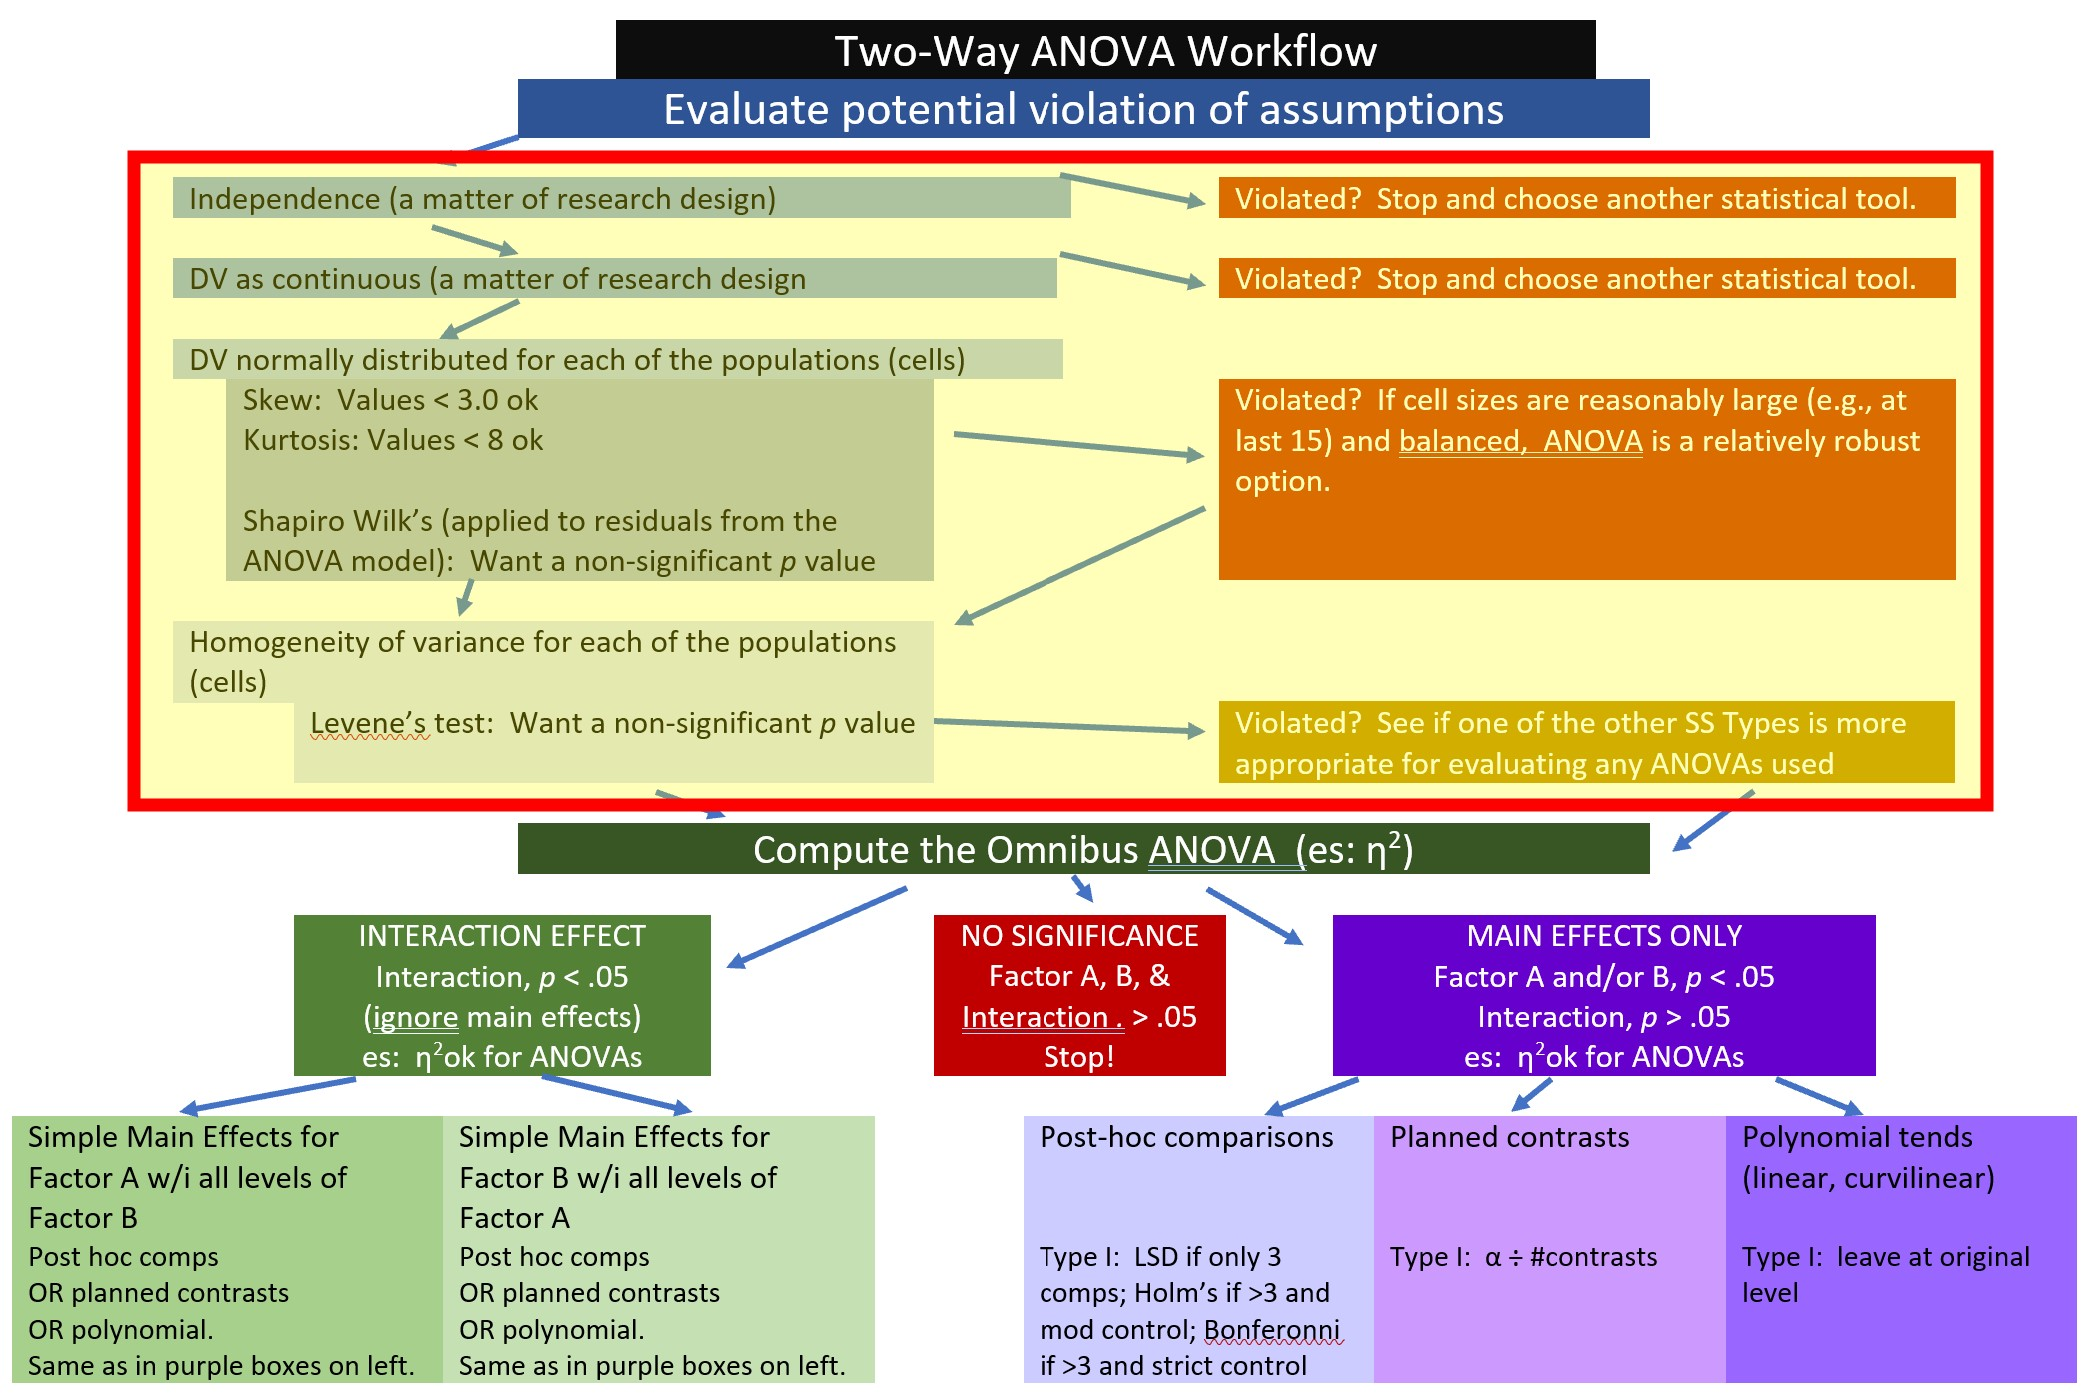 Two-Way ANOVA Workflow
Evaluate potential violation of assumptions
Independence (a matter of research design)
Violated?  Stop and choose another statistical tool.
DV as continuous (a matter of research design
Violated?  Stop and choose another statistical tool.
DV normally distributed for each of the populations (cells)
Skew:  Values < 3.0 ok
Kurtosis: Values < 8 ok
Shapiro Wilk’s (applied to residuals from the
ANOVA model):  Want a non-significant p value
Violated?  If cell sizes are reasonably large (e.g., at
last 15) and balanced,  ANOVA is a relatively robust
option.
Homogeneity of variance for each of the populations
(cells)
Levene’s test:  Want a non-significant p value
Violated?  See if one of the other SS Types is more
appropriate for evaluating any ANOVAs used
Compute the Omnibus ANOVA  (es: η²)
INTERACTION EFFECT
Interaction, p < .05
(ignore main effects)
es:  η²ok for ANOVAs
NO SIGNIFICANCE
Factor A, B, &
Interaction . > .05
Stop!
MAIN EFFECTS ONLY
Factor A and/or B, p < .05
Interaction, p > .05
es:  η²ok for ANOVAs
Simple Main Effects for
Factor A w/i all levels of
Factor B
Post hoc comps
OR planned contrasts
OR polynomial.
Same as in purple boxes on left.
Simple Main Effects for
Factor B w/i all levels of
Factor A
Post hoc comps
OR planned contrasts
OR polynomial.
Same as in purple boxes on left.
Post-hoc comparisons
Type I:  LSD if only 3
comps; Holm’s if >3 and
mod control; Bonferonni
if >3 and strict control
Planned contrasts
Type I:  α ÷ #contrasts
Polynomial tends
(linear, curvilinear)
Type I:  leave at original
level